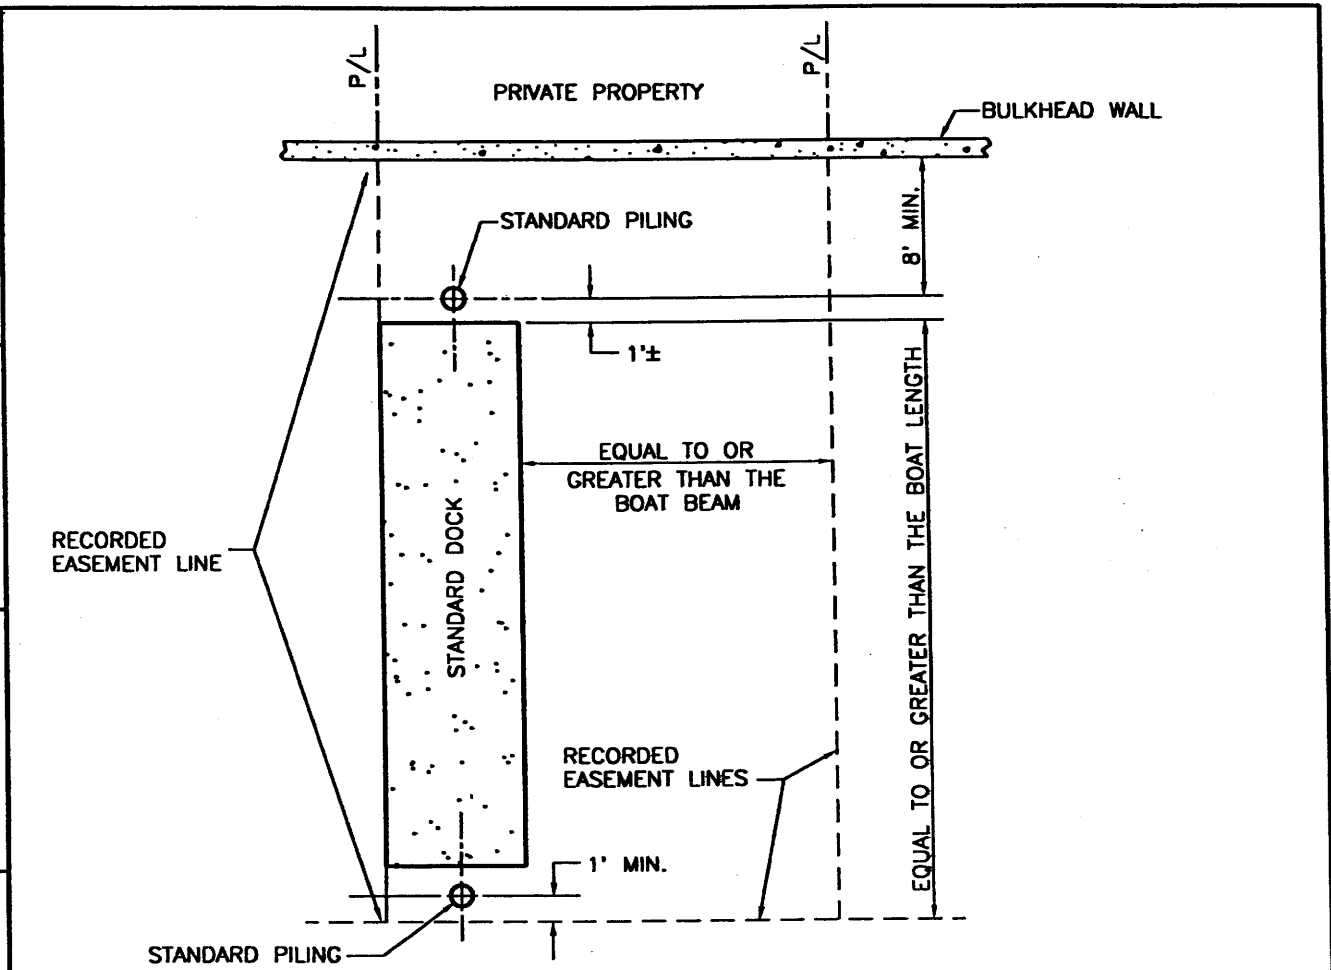 P/L
P/L
PRIVATE PROPERTY
BULKHEAD WALL
STANDARD PILING
8' MIN.
1'±
EQUAL TO OR
GREATER THAN THE
BOAT BEAM
EQUAL TO OR GREATER THAN THE BOAT LENGTH
STANDARD DOCK
RECORDED
EASEMENT LINE
RECORDED
EASEMENT LINES
1' MIN.
STANDARD PILING